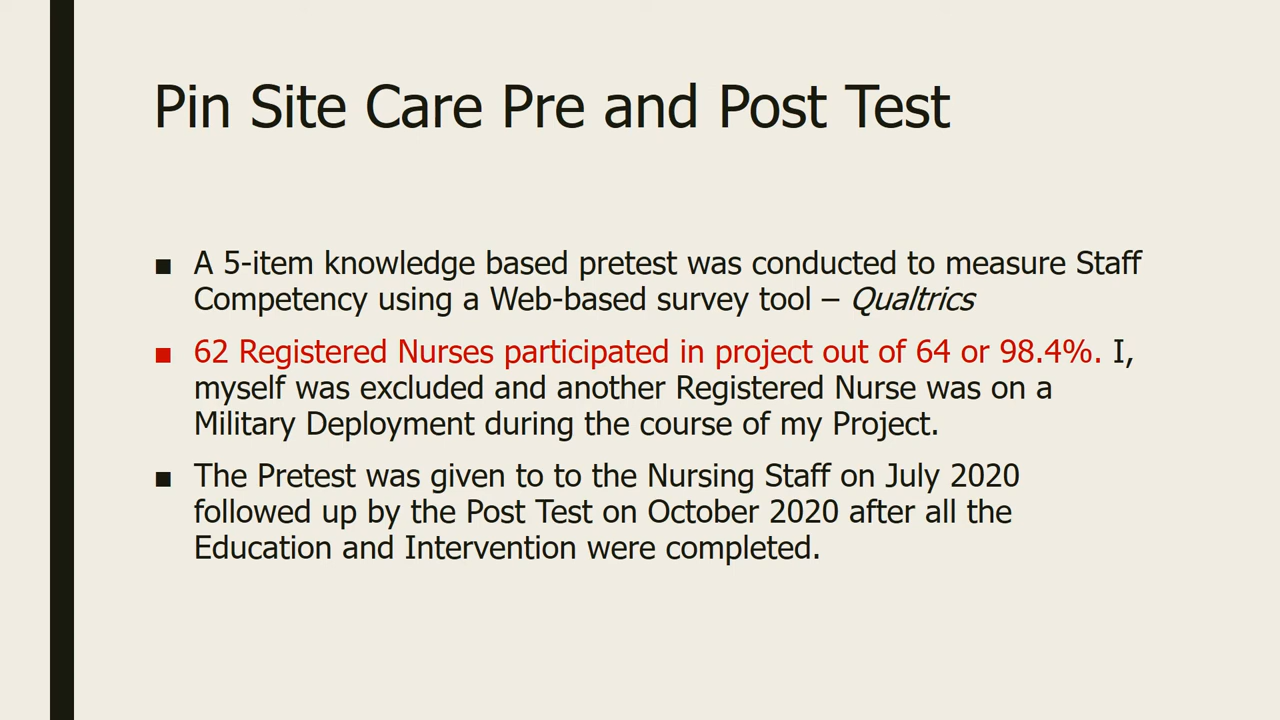 Pin Site Care Pre and Post Test
■ A 5-item knowledge based pretest was conducted to measure Staff
Competency using a Web-based survey tool – Qualtrics
■ 62 Registered Nurses participated in project out of 64 or 98.4%. I,
myself was excluded and another Registered Nurse was on a
Military Deployment during the course of my Project.
■ The Pretest was given to to the Nursing Staff on July 2020
followed up by the Post Test on October 2020 after all the
Education and Intervention were completed.